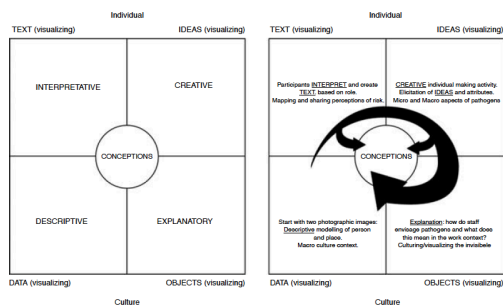 Individual
TEXT (visualizing) IDEAS (visualizing)
INTERPRETATIVE CREATIVE
CONCEPTIONS
DESCRIPTIVE EXPLANATORY
DATA (visualizing) OBJECTS (visualizing)
Culture
Individual
TEXT (visualizing) IDEAS (visualizing)
Participants INTERPRET and create
TEXT, based on role.
Mapping and sharing perceptions of risk.
CREATIVE individual making activity.
Elicitation of IDEAS and attributes.
Micro and Macro aspects of pathogens
CONCEPTIONS
Start with two photographic images:
Descriptive modelling of person
and place.
Macro culture context.
Explanation: how do staff
envisage pathogens and what does
this mean in the work context?
Culturing/visualizing the invisibele
DATA (visualizing) OBJECTS (visualizing)
Culture